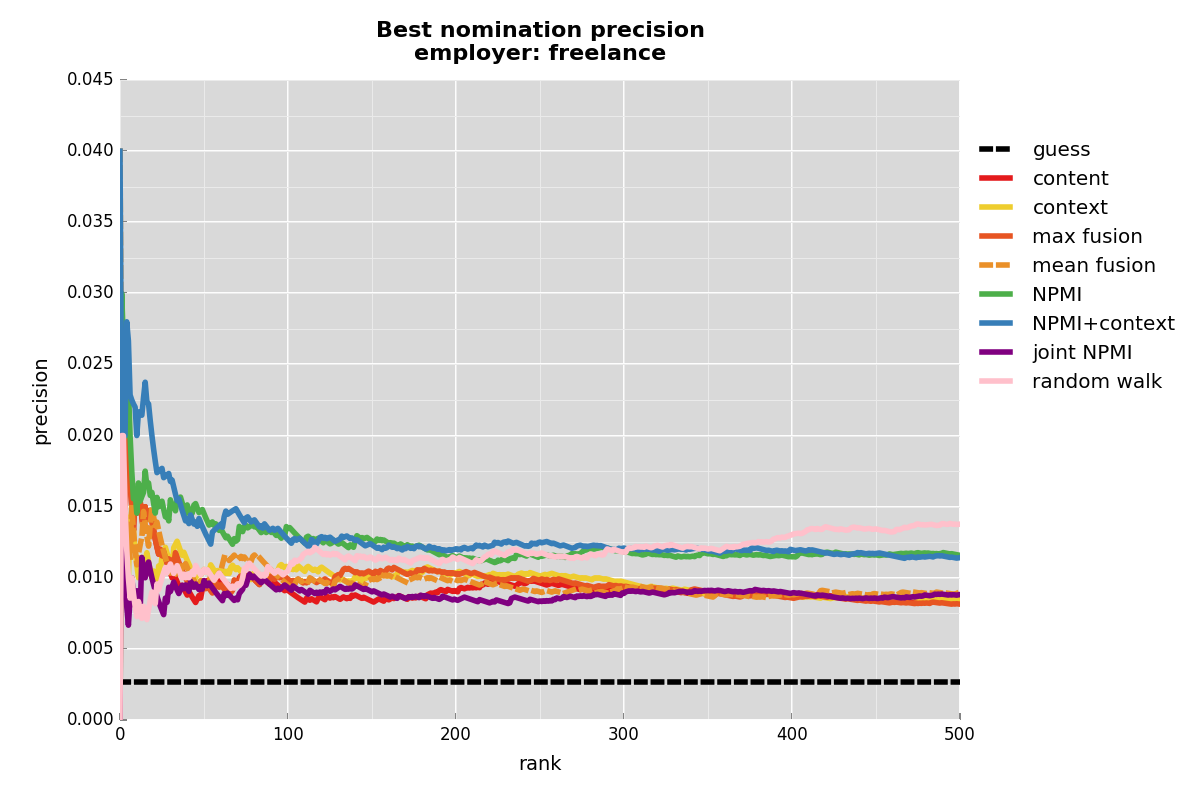 Best nomination precision
employer: freelance
0.045
0.040
0.035
0.030
0.025
0.020
0.015
0.010
0.005
0.000
precision
0 100 200 300 400 500
rank
guess
content
context
max fusion
mean fusion
NPMI
NPMI+context
joint NPMI
random walk